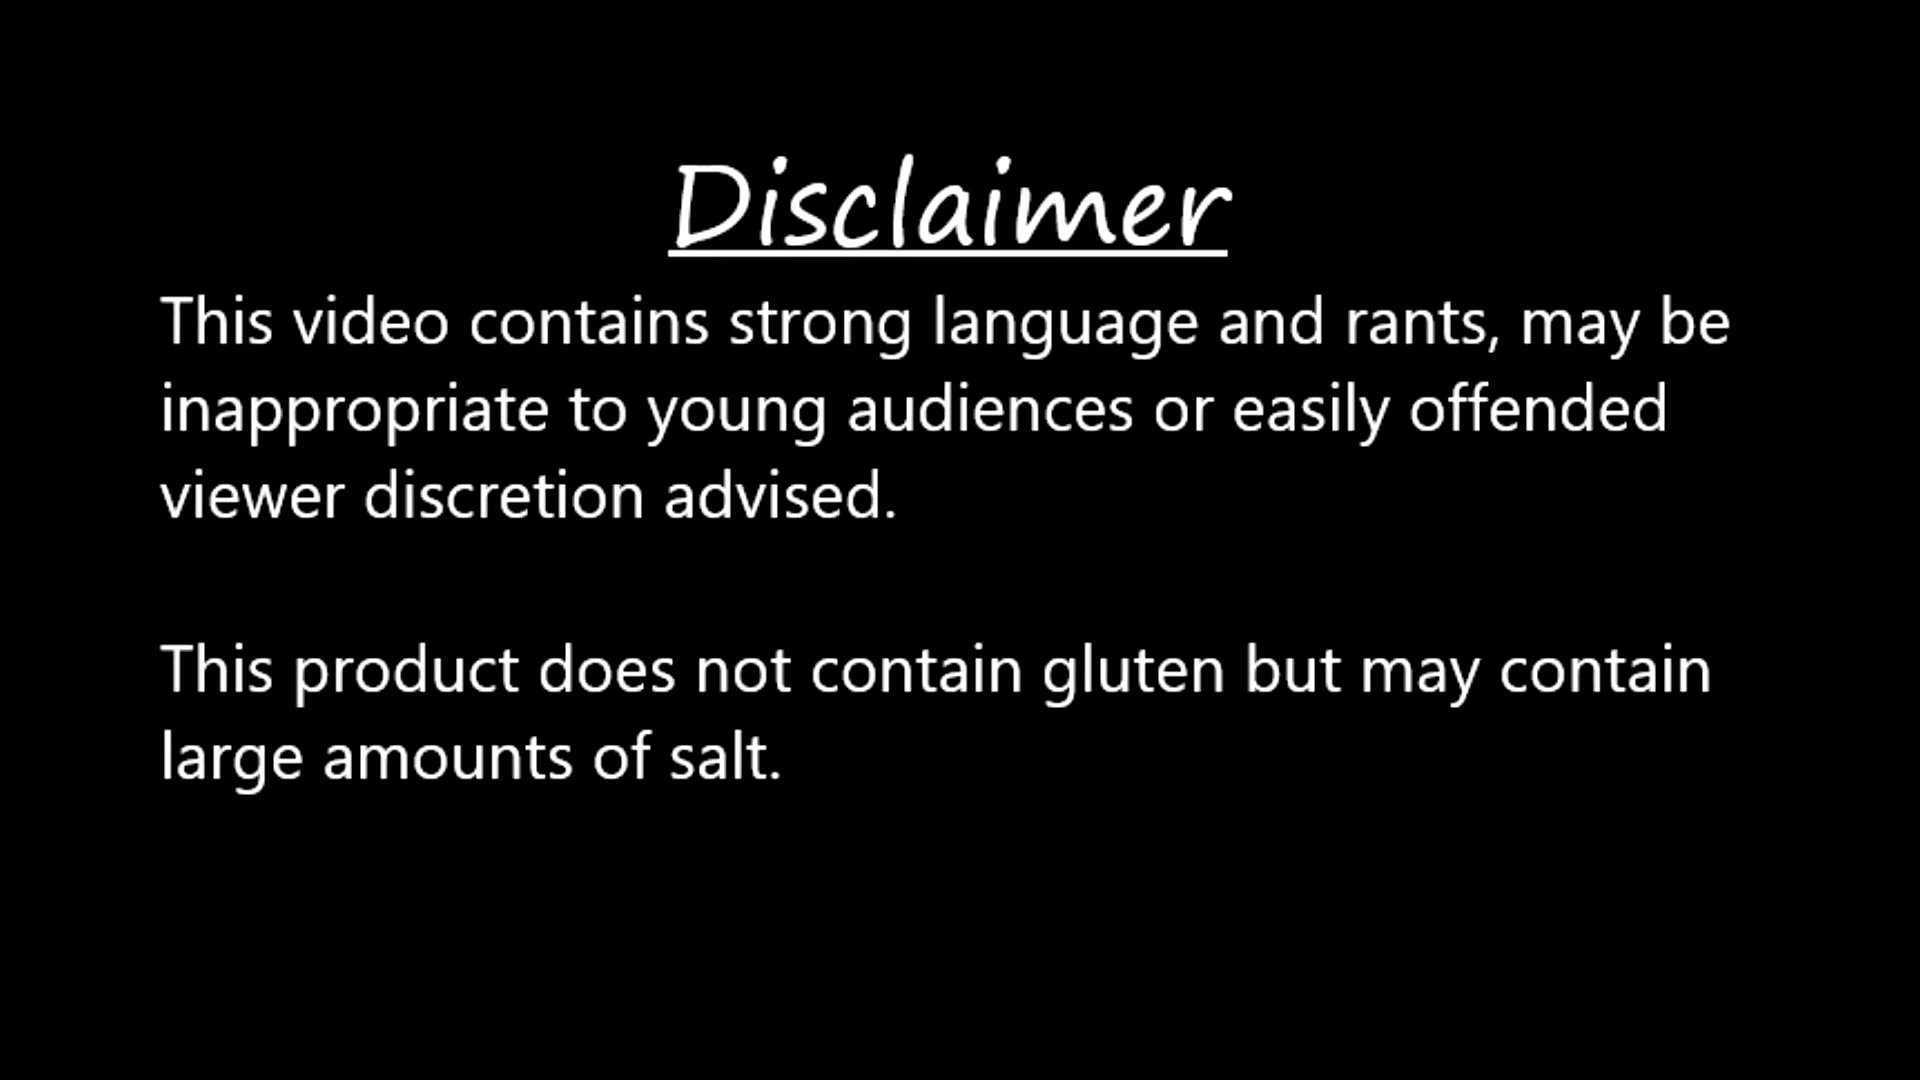 Disclaimer
This video contains strong language and rants, may be
inappropriate to young audiences or easily offended
viewer discretion advised.
This product does not contain gluten but may contain
large amounts of salt.